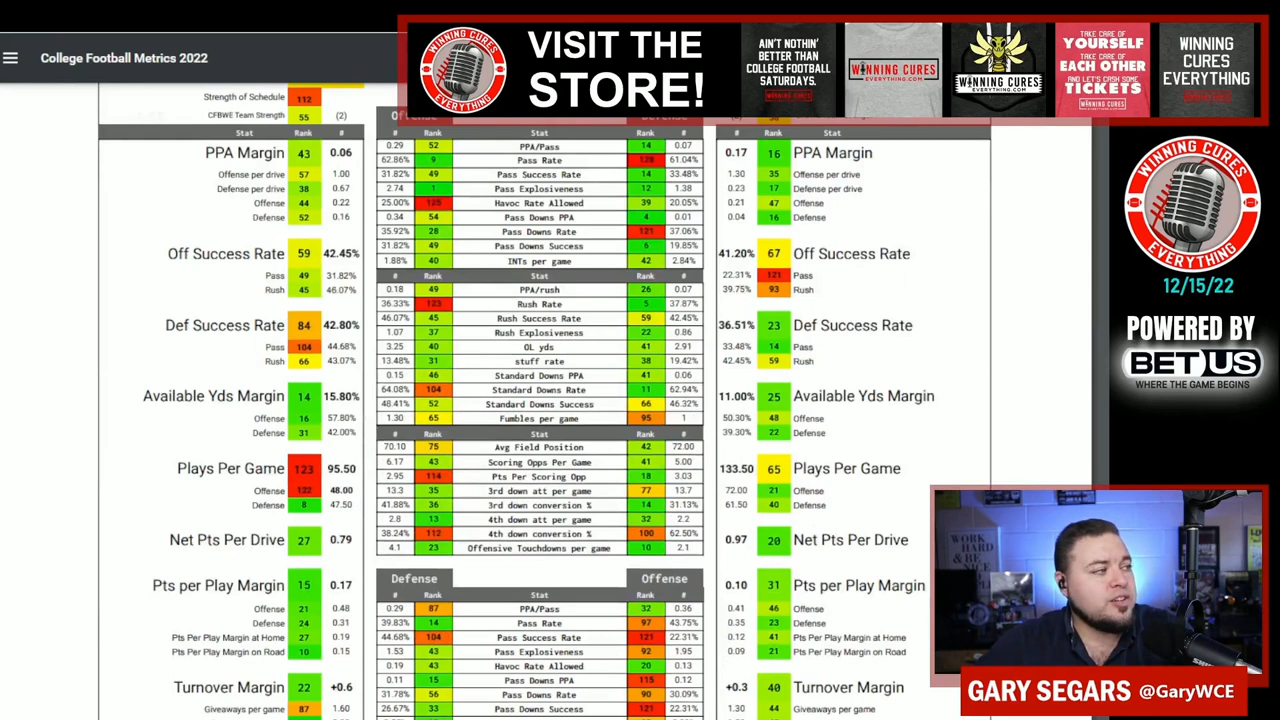 College Football Metrics 2022
WINNING CURES
EVERYTHING
VISIT THE
STORE!
AIN'T NOTHIN'
BETTER THAN
COLLEGE FOOTBALL
SATURDAYS.
WINNING CURES
EVERYTHING.COM
WINNING CURES
TAKE CARE OF
YOURSELF
TAKE CARE OF
EACH OTHER
AND LET'S CASH SOME
TICKETS
WINNING CURES
WINNING
CURES
EVERYTHING
Strength of Schedule 112
CFBWE Team Strength 55 (2)
Stat Rank #
PPA Margin 43 0.06
Offense per drive 57 1.00
Defense per drive 38 0.67
Offense 44 0.22
Defense 52 0.16
Off Success Rate 59 42.45%
Pass 49 31.82%
Rush 45 46.07%
Def Success Rate 84 42.80%
Pass 104 44.68%
Rush 66 43.07%
Available Yds Margin 14 15.80%
Offense 16 57.80%
Defense 31 42.00%
Plays Per Game 123 95.50
Offense 122 48.00
Defense 8 47.50
Net Pts Per Drive 27 0.79
Pts per Play Margin 15 0.17
Offense 21 0.48
Defense 24 0.31
Pts Per Play Margin at Home 27 0.19
Pts Per Play Margin on Road 10 0.15
Turnover Margin 22 +0.6
Giveaways per game 87 1.60
Offense Defense
# Rank Stat Rank #
0.29 52 PPA/Pass 14 0.07
62.86% 9 Pass Rate 128 61.04%
31.82% 49 Pass Success Rate 14 33.48%
2.74 1 Pass Explosiveness 12 1.38
25.00% 125 Havoc Rate Allowed 39 20.05%
0.34 54 Pass Downs PPA 4 0.01
35.92% 28 Pass Downs Rate 121 37.06%
31.82% 49 Pass Downs Success 6 19.85%
1.88% 40 INTs per game 42 2.84%
# Rank Stat Rank #
0.18 49 PPA/rush 26 0.07
36.33% 123 Rush Rate 5 37.87%
46.07% 45 Rush Success Rate 59 42.45%
1.07 37 Rush Explosiveness 22 0.86
3.25 40 OL yds 41 2.91
13.48% 31 stuff rate 38 19.42%
0.15 46 Standard Downs PPA 41 0.06
64.08% 104 Standard Downs Rate 11 62.94%
48.41% 52 Standard Downs Success 66 46.32%
1.30 65 Fumbles per game 95 1
# Rank Stat Rank #
70.10 75 Avg Field Position 42 72.00
6.17 43 Scoring Opps Per Game 41 5.00
2.95 114 Pts Per Scoring Opp 18 3.03
13.3 35 3rd down att per game 77 13.7
41.88% 36 3rd down conversion % 14 31.13%
2.8 13 4th down att per game 32 2.2
38.24% 112 4th down conversion % 100 62.50%
4.1 23 Offensive Touchdowns per game 10 2.1
Defense Offense
# Rank Stat Rank #
0.29 87 PPA/Pass 32 0.36
39.83% 14 Pass Rate 97 43.75%
44.68% 104 Pass Success Rate 121 22.31%
1.53 43 Pass Explosiveness 92 1.95
0.19 43 Havoc Rate Allowed 20 0.13
0.11 15 Pass Downs PPA 115 0.12
31.78% 56 Pass Downs Rate 90 30.09%
26.67% 33 Pass Downs Success 121 22.31%
# Rank Stat
0.17 16 PPA Margin
1.30 35 Offense per drive
0.23 17 Defense per drive
0.21 47 Offense
0.04 16 Defense
41.20% 67 Off Success Rate
22.31% 121 Pass
39.75% 93 Rush
36.51% 23 Def Success Rate
33.48% 14 Pass
42.45% 59 Rush
11.00% 25 Available Yds Margin
50.30% 48 Offense
39.30% 22 Defense
133.50 65 Plays Per Game
72.00 21 Offense
61.50 40 Defense
0.97 20 Net Pts Per Drive
0.10 31 Pts per Play Margin
0.41 46 Offense
0.35 23 Defense
0.12 41 Pts Per Play Margin at Home
0.09 21 Pts Per Play Margin on Road
+0.3 40 Turnover Margin
1.30 44 Giveaways per game
WINNING CURES
EVERYTHING
12/15/22
POWERED BY
BETUS
WHERE THE GAME BEGINS
WORK
HARD &
BE NICE
GARY SEGARS @GaryWCE